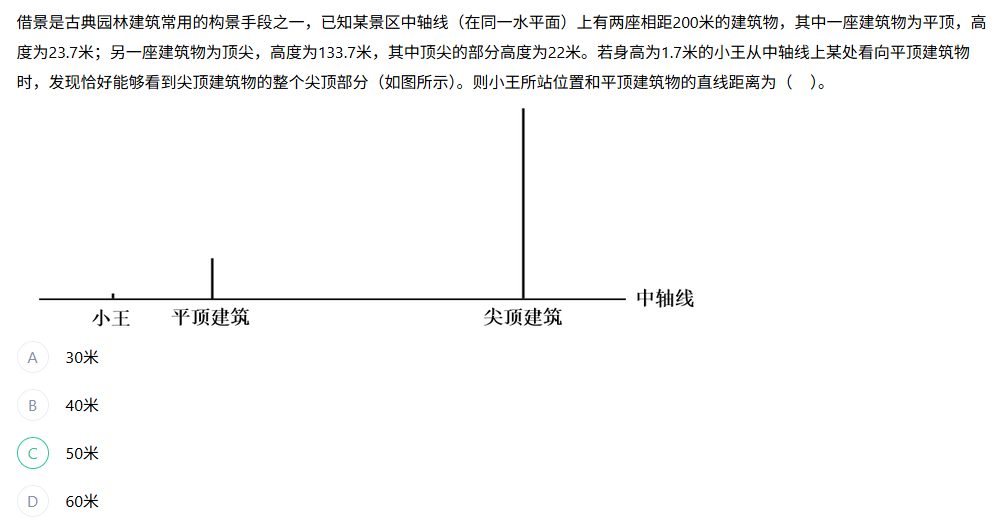 借景是古典园林建筑常用的构景手段之一，已知某景区中轴线（在同一水平面）上有两座相距200米的建筑物，其中一座建筑物为平顶，高
度为23.7米；另一座建筑物为顶尖，高度为133.7米，其中顶尖的部分高度为22米。若身高为1.7米的小王从中轴线上某处看向平顶建筑物
时，发现恰好能够看到尖顶建筑物的整个尖顶部分（如图所示）。则小王所站位置和平顶建筑物的直线距离为（ ）。
中轴线
小王 平顶建筑 尖顶建筑
A 30米
B 40米
C 50米
D 60米